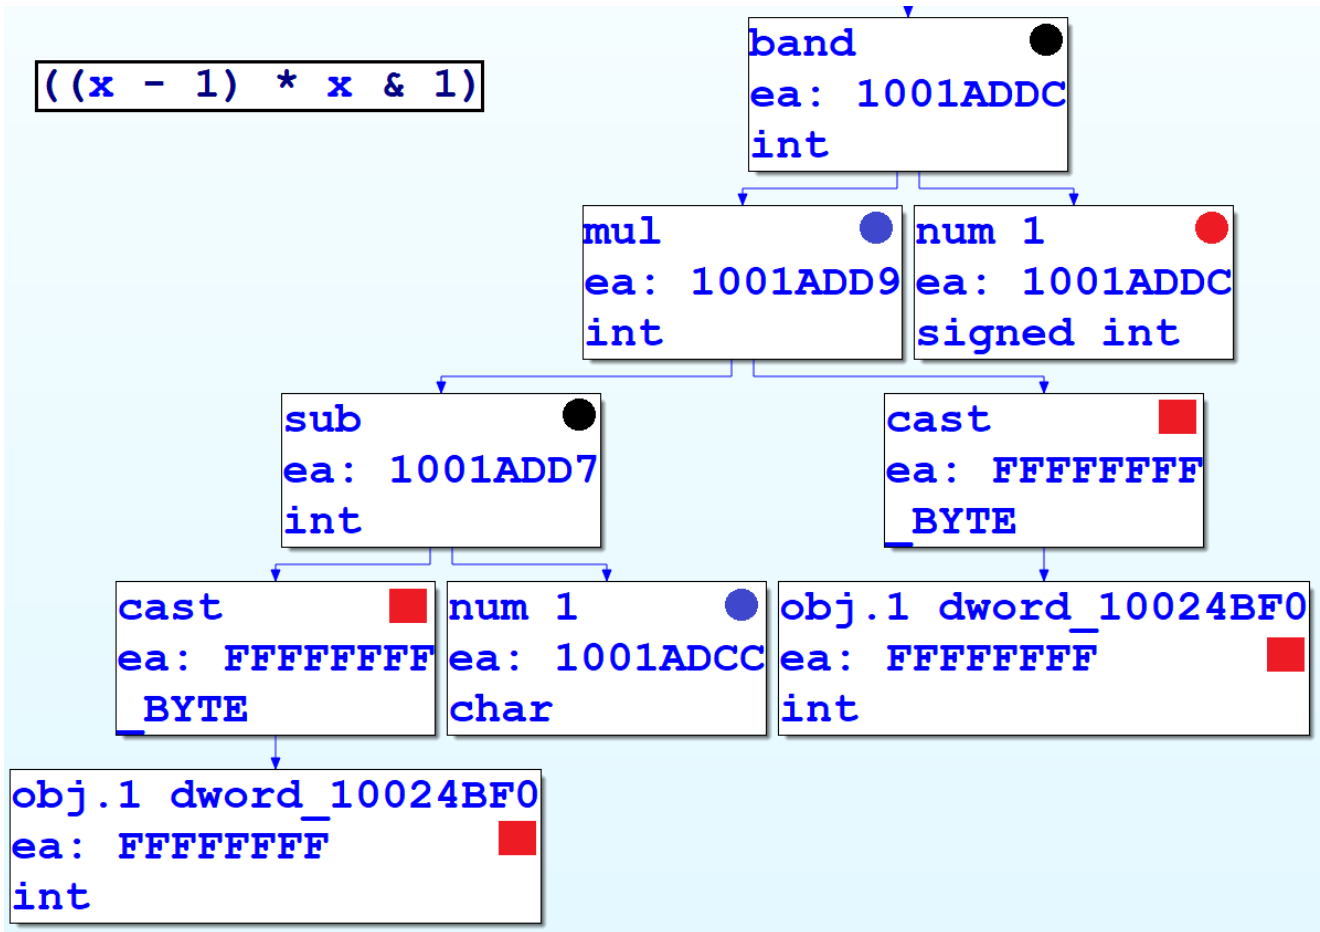 ((x - 1) * x & 1)
band
ea: 1001ADDC
int
mul
ea: 1001ADD9
int
num 1
ea: 1001ADDC
signed int
sub
ea: 1001ADD7
int
cast
ea: FFFFFFFF
_BYTE
cast
ea: FFFFFFFF
_BYTE
num 1
ea: 1001ADCC
char
obj.1 dword_10024BF0
ea: FFFFFFFF
int
obj.1 dword_10024BF0
ea: FFFFFFFF
int